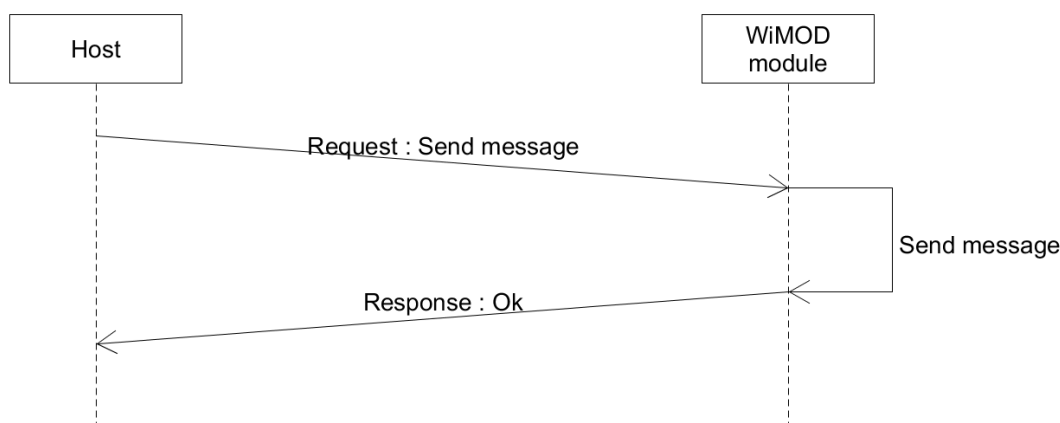 Host
WiMOD
module
Request : Send message
Send message
Response : Ok